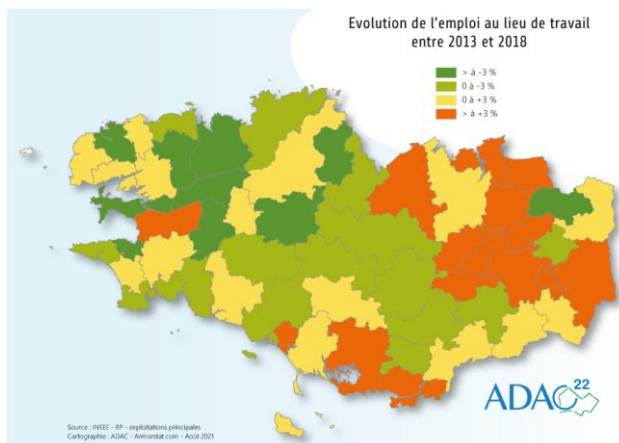 Evolution de l'emploi au lieu de travail
entre 2013 et 2018
> à -3 %
0 à -3 %
0 à +3 %
> à +3 %
ADAC 22
Source : INSEE - RP - exploitations principales
Cartographie : ADAC - Armorstat.com - Août 2021